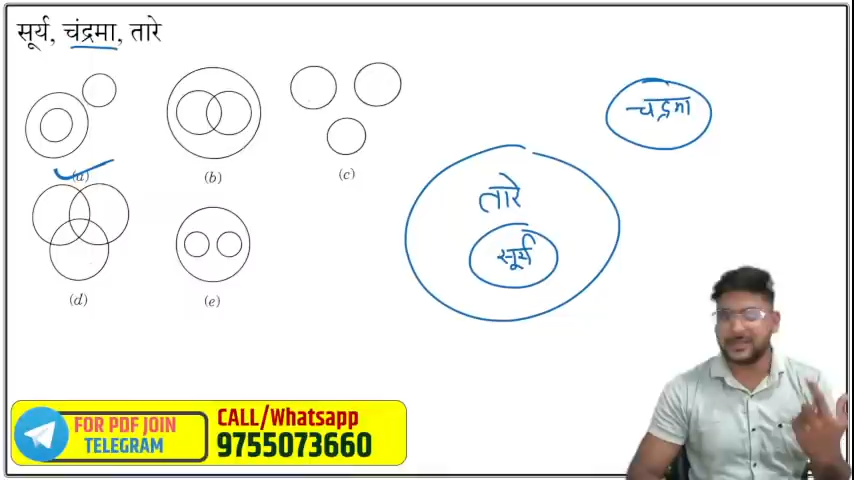 सूर्य, चंद्रमा, तारे
(a)
(b)
(c)
(d)
(e)
चंद्रमा
तारे
सूर्य
FOR PDF JOIN
TELEGRAM
CALL/Whatsapp
9755073660